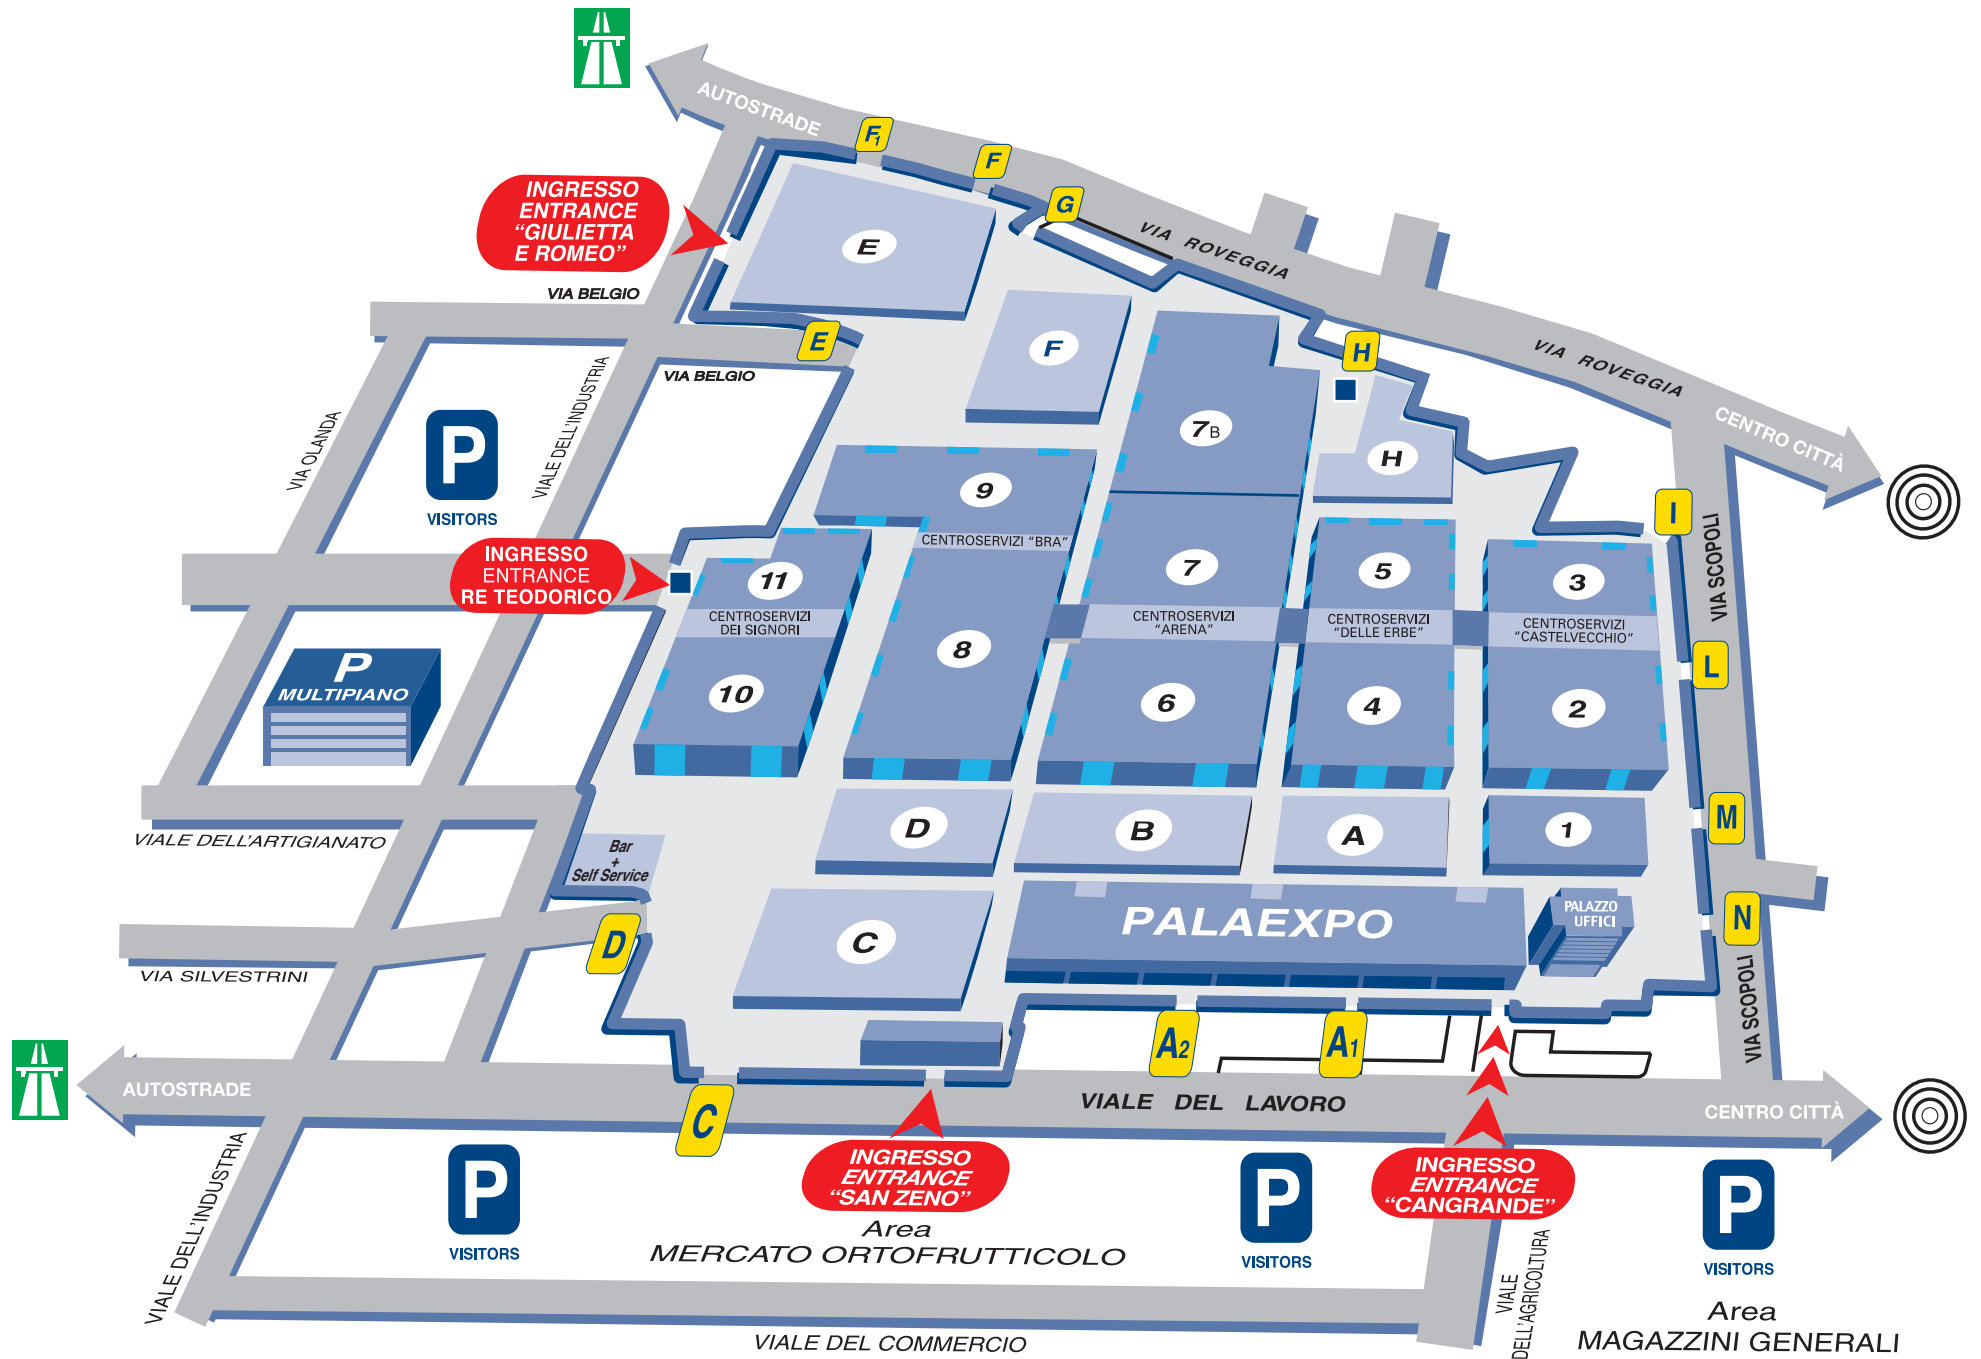 AUTOSTRADE
F1
F
G
VIA ROVEGGIA
INGRESSO
ENTRANCE
“GIULIETTA
E ROMEO”
E
VIA BELGIO
E
VIA BELGIO
F
H
VIA ROVEGGIA
CENTRO CITTÀ
VIA OLANDA
VIALE DELL'INDUSTRIA
P
VISITORS
7B
H
9
I
VIA SCOPOLI
CENTROSERVIZI “BRA”
INGRESSO
ENTRANCE
RE TEODORICO
11
CENTROSERVIZI
DEI SIGNORI
10
7
CENTROSERVIZI
“ARENA”
5
CENTROSERVIZI
“DELLE ERBE”
3
CENTROSERVIZI
“CASTELVECCHIO”
8
6
4
2
L
P
MULTIPIANO
VIALE DELL'ARTIGIANATO
Bar
+
Self Service
D
B
A
1
M
PALAEXPO
PALAZZO
UFFICI
N
C
D
VIA SILVESTRINI
VIA SCOPOLI
A2
A1
AUTOSTRADE
C
VIALE DEL LAVORO
CENTRO CITTÀ
VIALE DELL'INDUSTRIA
P
VISITORS
INGRESSO
ENTRANCE
“SAN ZENO”
Area
MERCATO ORTOFRUTTICOLO
P
VISITORS
INGRESSO
ENTRANCE
“CANGRANDE”
P
VISITORS
VIALE
DELL'AGRICOLTURA
Area
MAGAZZINI GENERALI
VIALE DEL COMMERCIO